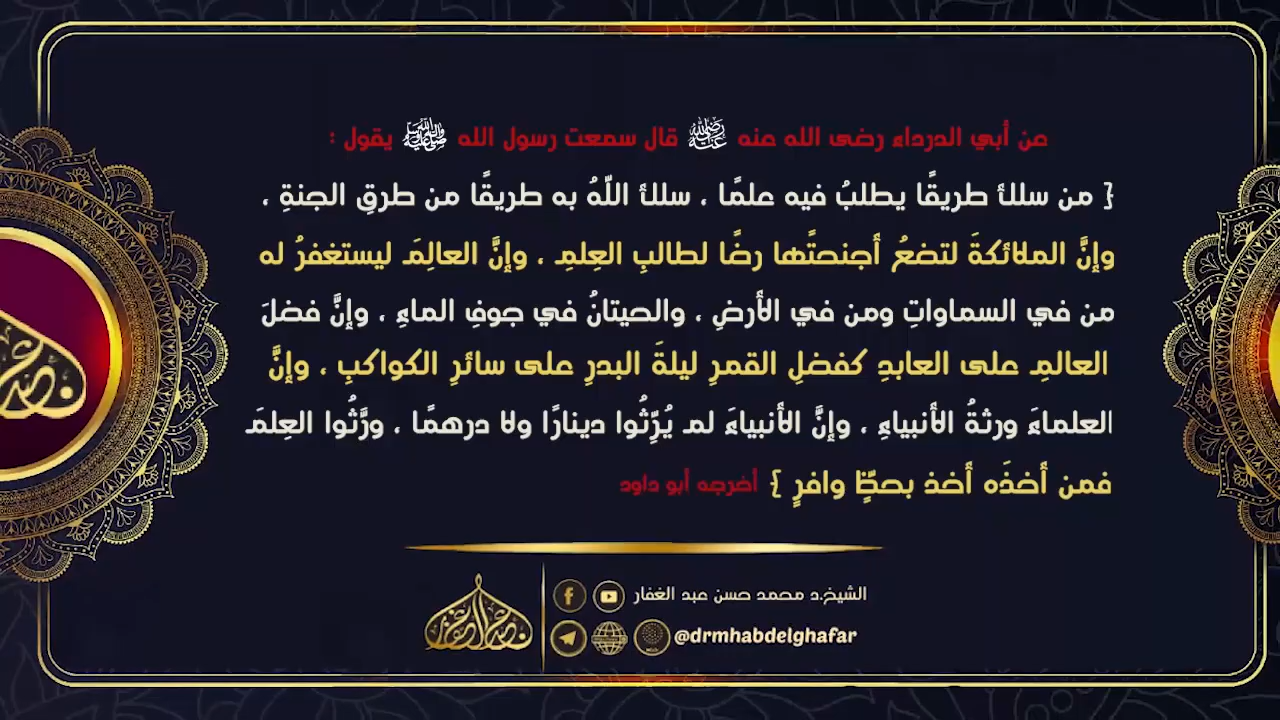 عن أبي الدرداء رضى الله عنه ﵁ قال سمعت رسول الله ﷺ يقول :
{ من سلك طريقًا يطلبُ فيه علمًا ، سلك اللّهُ به طريقًا من طرقِ الجنةِ ،
وإنَّ الملائكةَ لتضعُ أجنحتَها رضًا لطالبِ العِلمِ ، وإنَّ العالِمَ ليستغفرُ له
من في السماواتِ ومن في الأرضِ ، والحيتانُ في جوفِ الماءِ ، وإنَّ فضلَ
العالمِ على العابدِ كفضلِ القمرِ ليلةَ البدرِ على سائرِ الكواكبِ ، وإنَّ
العلماءَ ورثةُ الأنبياءِ ، وإنَّ الأنبياءَ لم يُرِّثُوا دينارًا ولا درهمًا ، ورَّثُوا العِلمَ
فمن أخذَه أخذ بحظٍّ وافرٍ } أخرجه أبو داود
الشيخ.د محمد حسن عبد الغفار
@drmhabdelghafar